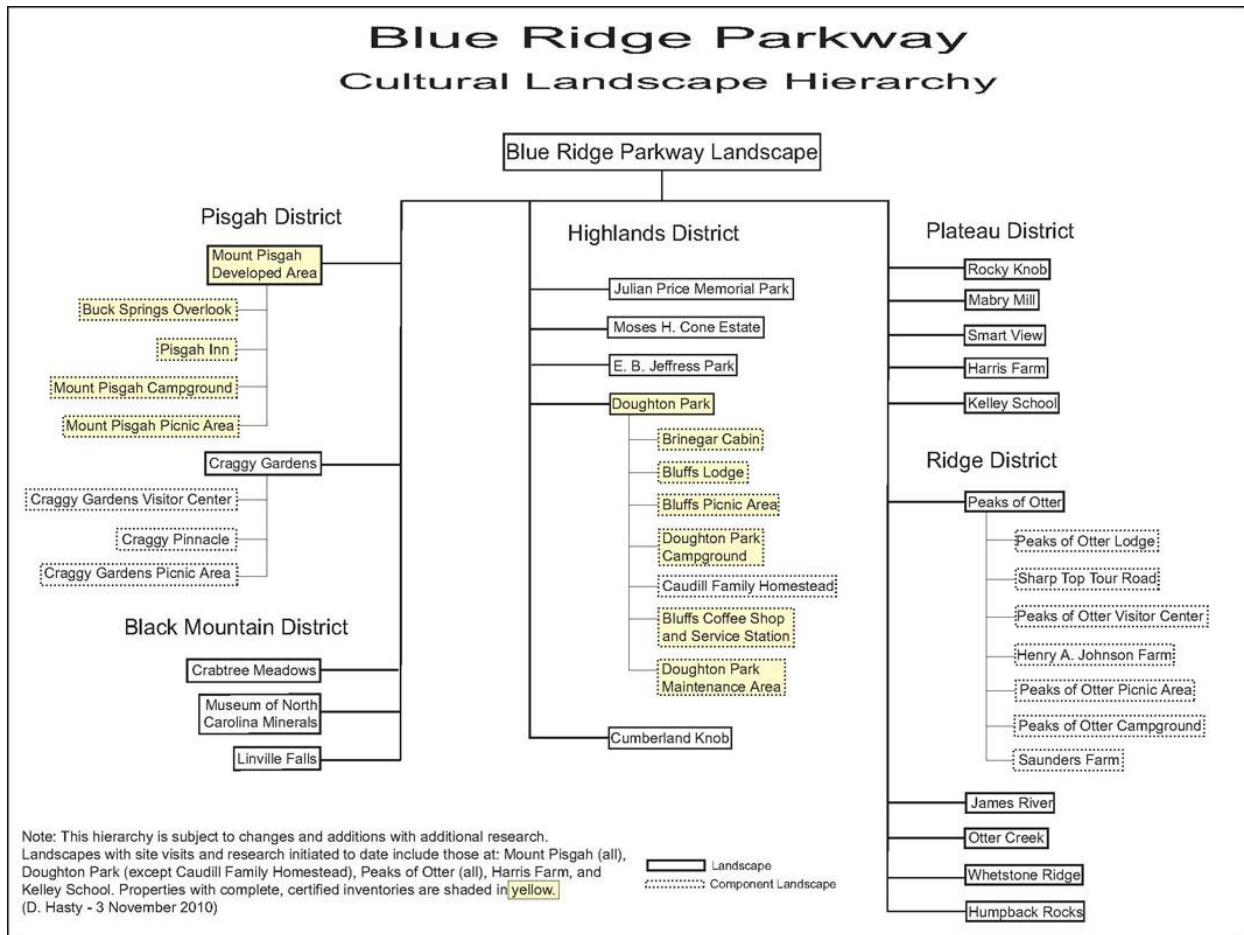 Blue Ridge Parkway
Cultural Landscape Hierarchy
Blue Ridge Parkway Landscape
Pisgah District
Mount Pisgah
Developed Area
Buck Springs Overlook
Pisgah Inn
Mount Pisgah Campground
Mount Pisgah Picnic Area
Craggy Gardens
Craggy Gardens Visitor Center
Craggy Pinnacle
Craggy Gardens Picnic Area
Black Mountain District
Crabtree Meadows
Museum of North
Carolina Minerals
Linville Falls
Highlands District
Julian Price Memorial Park
Moses H. Cone Estate
E. B. Jeffress Park
Doughton Park
Brinegar Cabin
Bluffs Lodge
Bluffs Picnic Area
Doughton Park
Campground
Caudill Family Homestead
Bluffs Coffee Shop
and Service Station
Doughton Park
Maintenance Area
Cumberland Knob
Plateau District
Rocky Knob
Mabry Mill
Smart View
Harris Farm
Kelley School
Ridge District
Peaks of Otter
Peaks of Otter Lodge
Sharp Top Tour Road
Peaks of Otter Visitor Center
Henry A. Johnson Farm
Peaks of Otter Picnic Area
Peaks of Otter Campground
Saunders Farm
James River
Otter Creek
Whetstone Ridge
Humpback Rocks
Note: This hierarchy is subject to changes and additions with additional research.
Landscapes with site visits and research initiated to date include those at: Mount Pisgah (all),
Doughton Park (except Caudill Family Homestead), Peaks of Otter (all), Harris Farm, and
Kelley School. Properties with complete, certified inventories are shaded in yellow.
(D. Hasty - 3 November 2010)
Landscape
Component Landscape